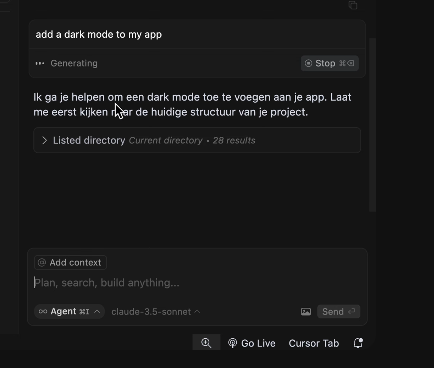 add a dark mode to my app
Generating
Stop ⌘⌫
Ik ga je helpen om een dark mode toe te voegen aan je app. Laat
me eerst kijken naar de huidige structuur van je project.
Listed directory Current directory • 28 results
@ Add context
Plan, search, build anything...
∞ Agent ⌘I claude-3.5-sonnet
Send ⏎
Go Live Cursor Tab